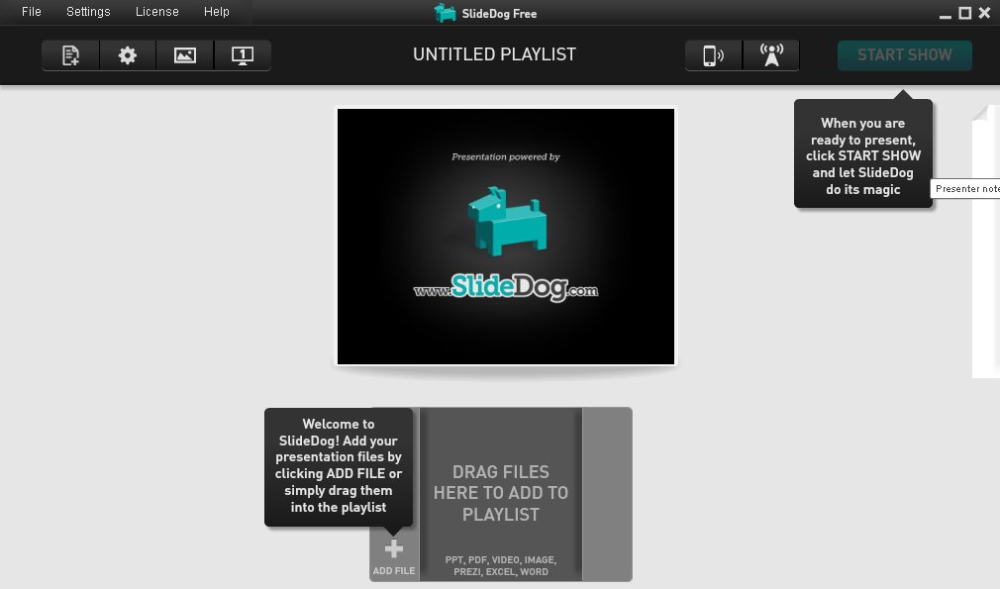 File Settings License Help
SlideDog Free
1
UNTITLED PLAYLIST
START SHOW
When you are
ready to present,
click START SHOW
and let SlideDog
do its magic
Presenter note
Presentation powered by
www.SlideDog.com
Welcome to
SlideDog! Add your
presentation files by
clicking ADD FILE or
simply drag them
into the playlist
ADD FILE
DRAG FILES
HERE TO ADD TO
PLAYLIST
PPT, PDF, VIDEO, IMAGE,
PREZI, EXCEL, WORD